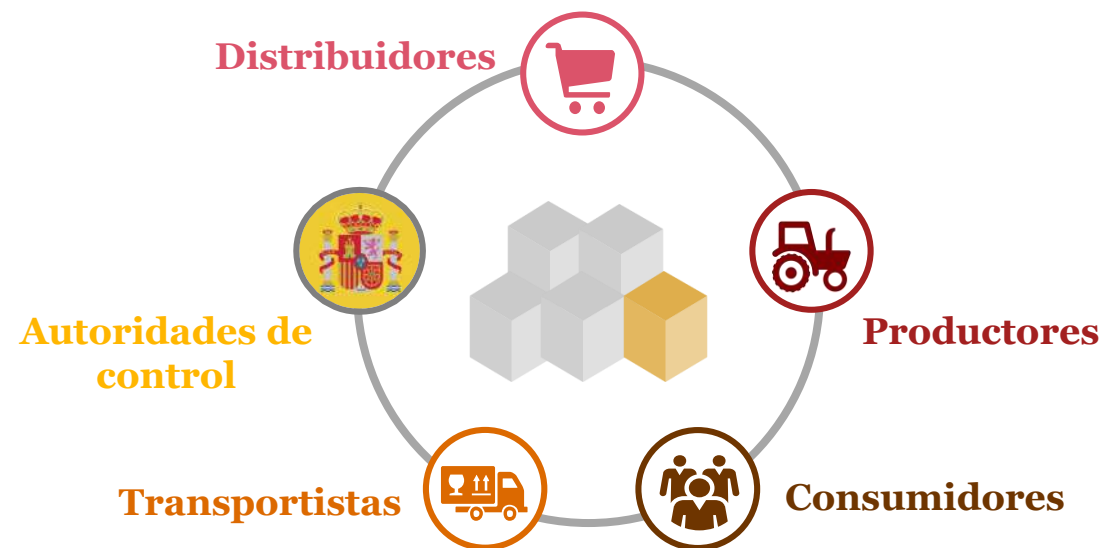 Distribuidores
Productores
Autoridades de
control
Consumidores
Transportistas